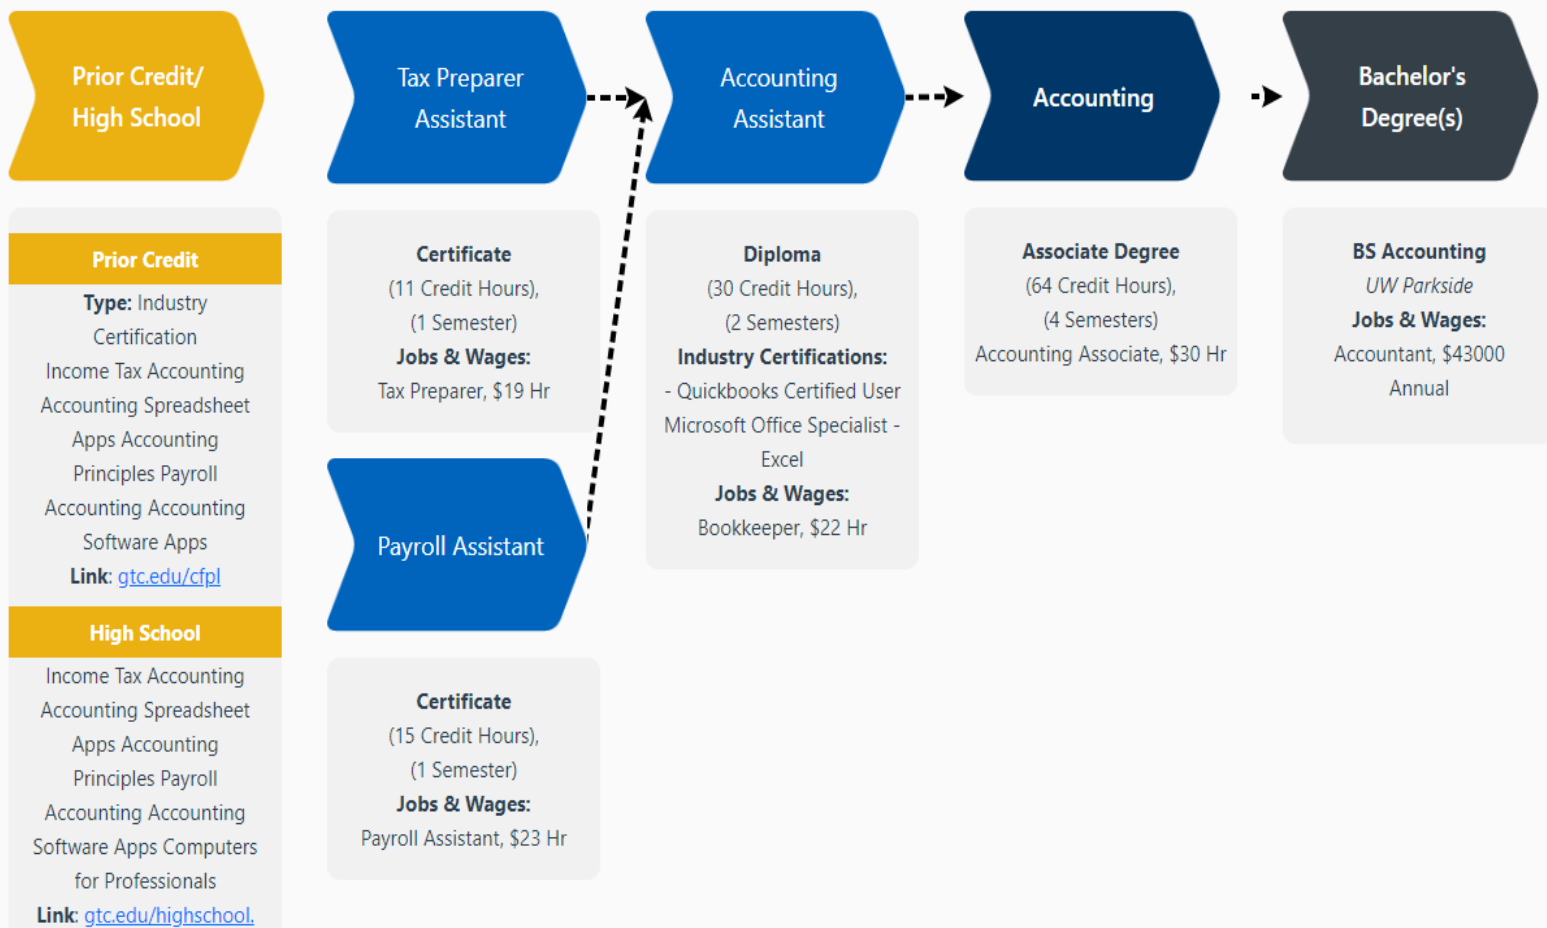 Prior Credit/
High School
Prior Credit
Type: Industry
Certification
Income Tax Accounting
Accounting Spreadsheet
Apps Accounting
Principles Payroll
Accounting Accounting
Software Apps
Link: gtc.edu/cfpl
High School
Income Tax Accounting
Accounting Spreadsheet
Apps Accounting
Principles Payroll
Accounting Accounting
Software Apps Computers
for Professionals
Link: gtc.edu/highschool.
Tax Preparer
Assistant
Certificate
(11 Credit Hours),
(1 Semester)
Jobs & Wages:
Tax Preparer, $19 Hr
Payroll Assistant
Certificate
(15 Credit Hours),
(1 Semester)
Jobs & Wages:
Payroll Assistant, $23 Hr
Accounting
Assistant
Diploma
(30 Credit Hours),
(2 Semesters)
Industry Certifications:
- Quickbooks Certified User
Microsoft Office Specialist -
Excel
Jobs & Wages:
Bookkeeper, $22 Hr
Accounting
Associate Degree
(64 Credit Hours),
(4 Semesters)
Accounting Associate, $30 Hr
Bachelor's
Degree(s)
BS Accounting
UW Parkside
Jobs & Wages:
Accountant, $43000
Annual